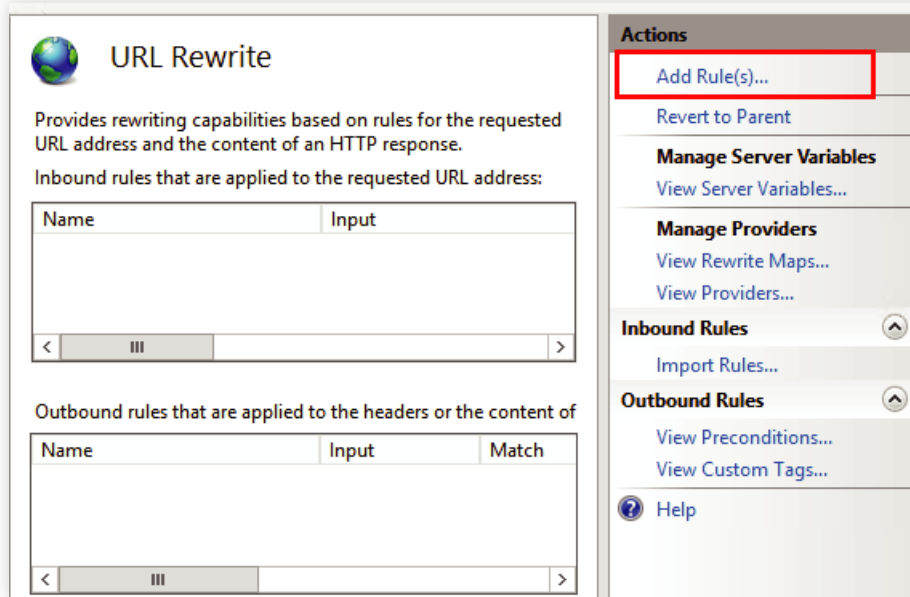 URL Rewrite
Provides rewriting capabilities based on rules for the requested
URL address and the content of an HTTP response.
Inbound rules that are applied to the requested URL address:
Name Input
Outbound rules that are applied to the headers or the content of
Name Input Match
Actions
Add Rule(s)...
Revert to Parent
Manage Server Variables
View Server Variables...
Manage Providers
View Rewrite Maps...
View Providers...
Inbound Rules
Import Rules...
Outbound Rules
View Preconditions...
View Custom Tags...
Help